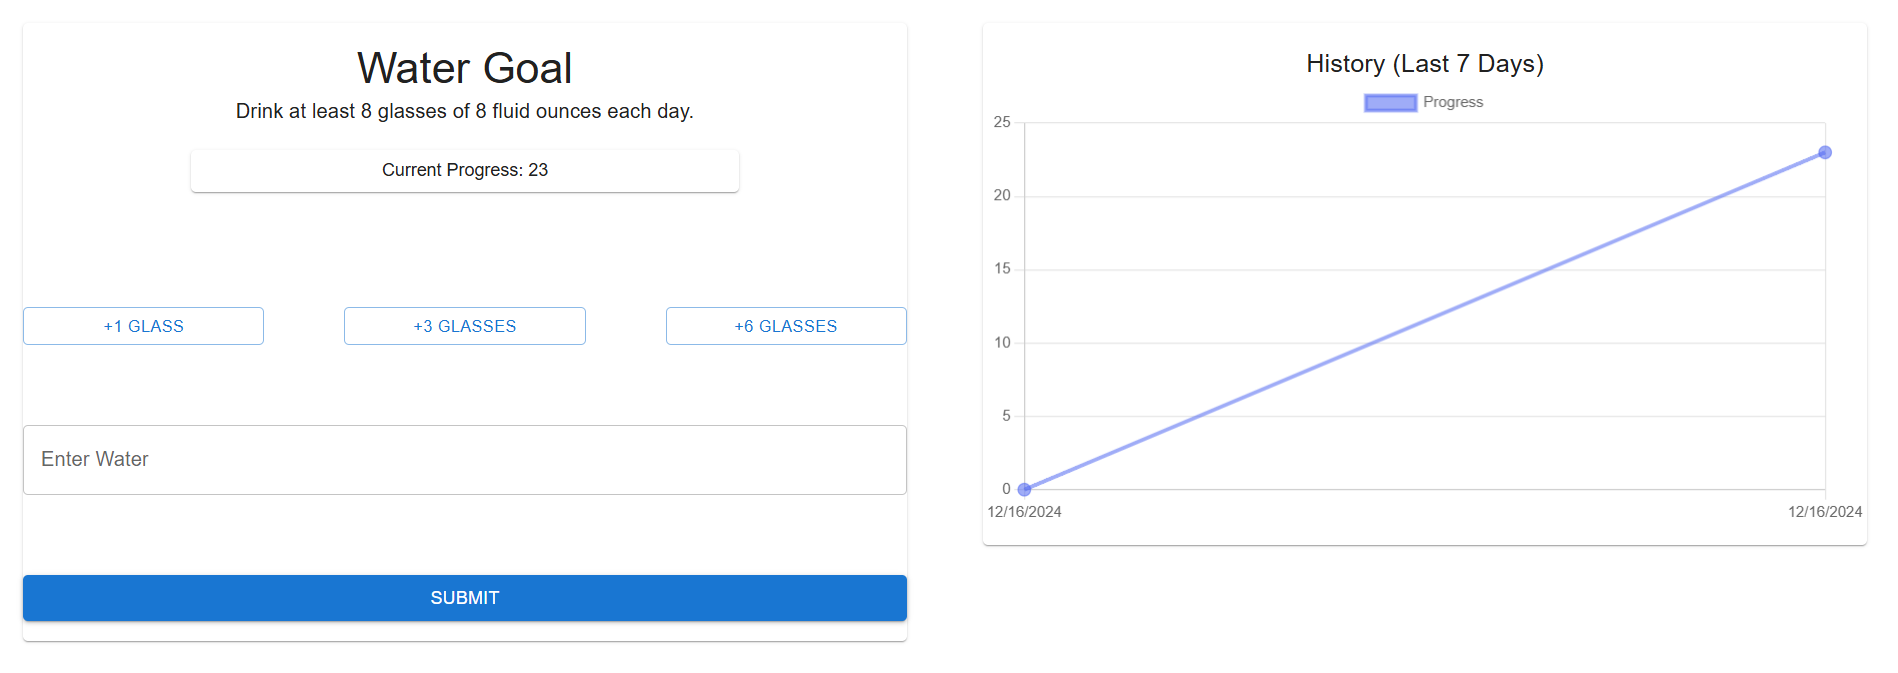 Water Goal
Drink at least 8 glasses of 8 fluid ounces each day.
Current Progress: 23
+1 GLASS
+3 GLASSES
+6 GLASSES
Enter Water
SUBMIT
History (Last 7 Days)
Progress
25
20
15
10
5
0
12/16/2024
12/16/2024